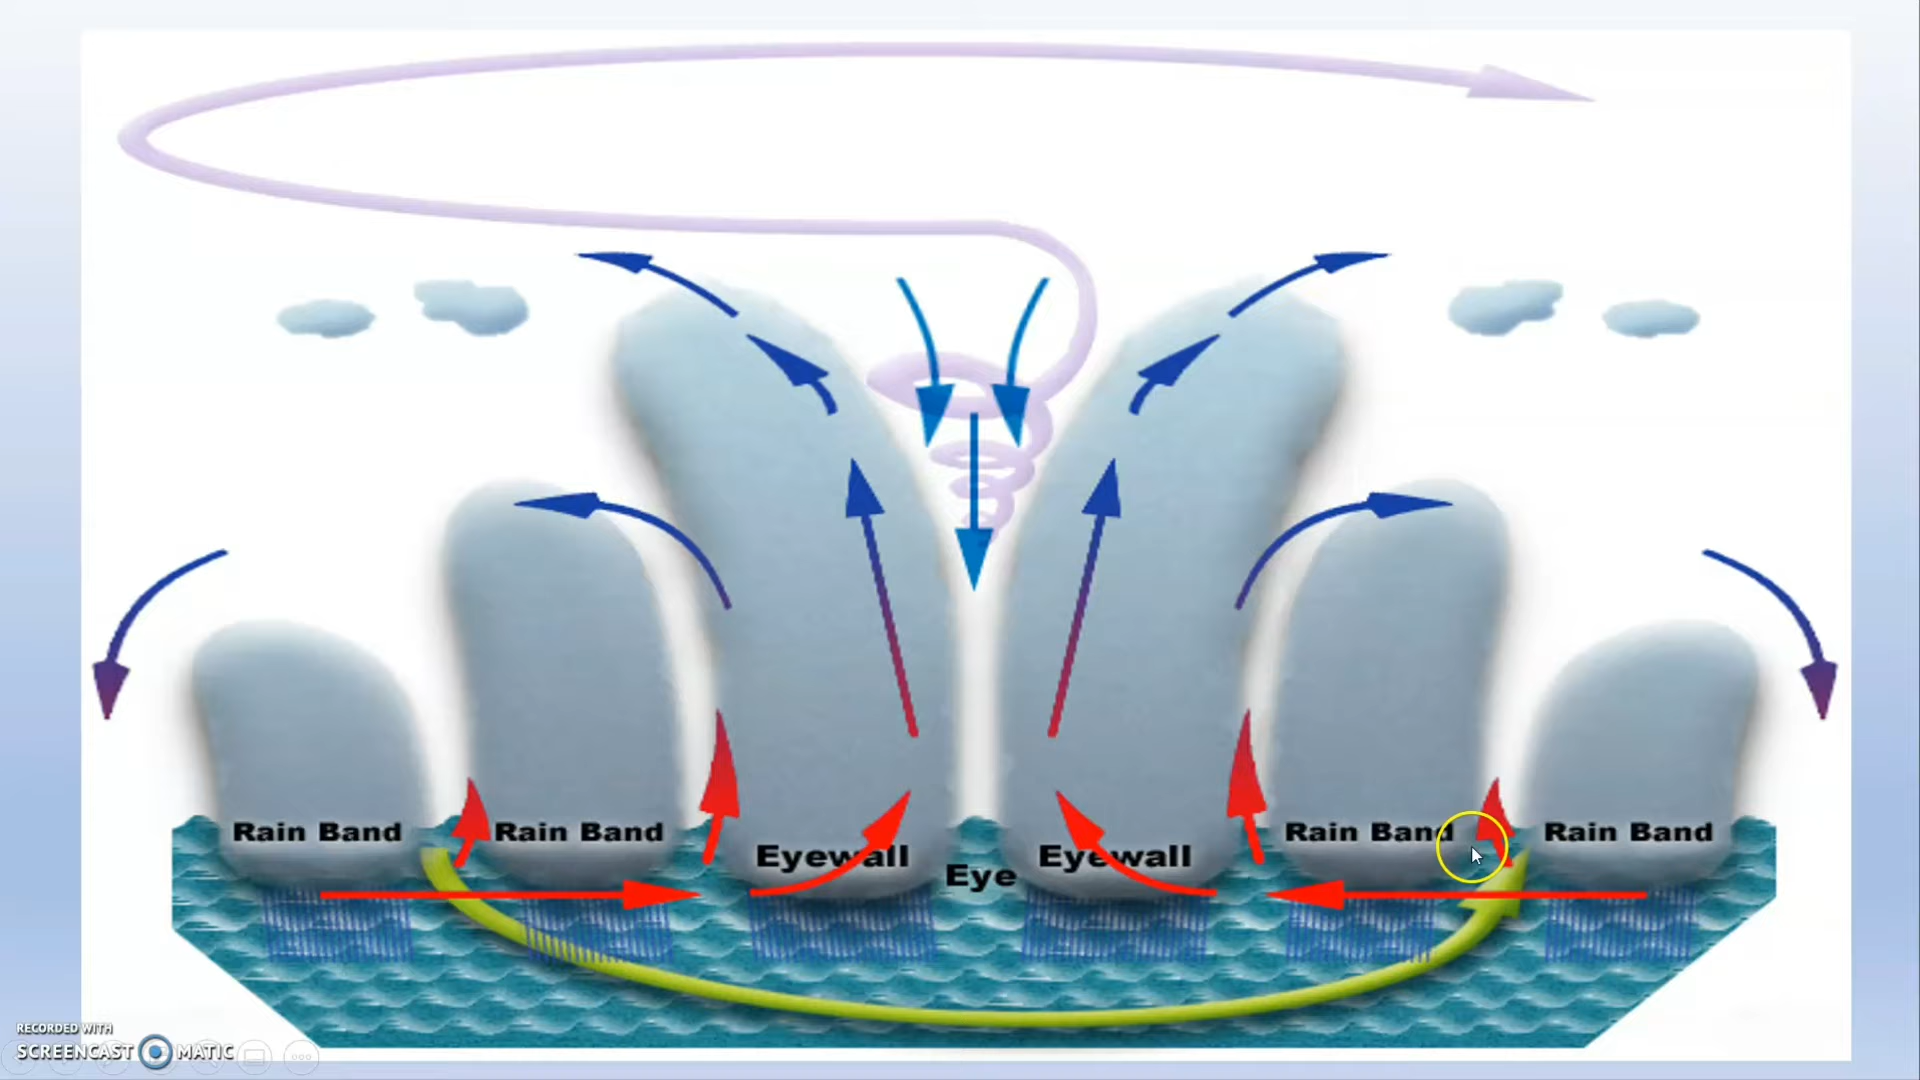 Rain Band
Rain Band
Eyewall
Eye
Eyewall
Rain Band
Rain Band
RECORDED WITH
SCREENCAST MATIC